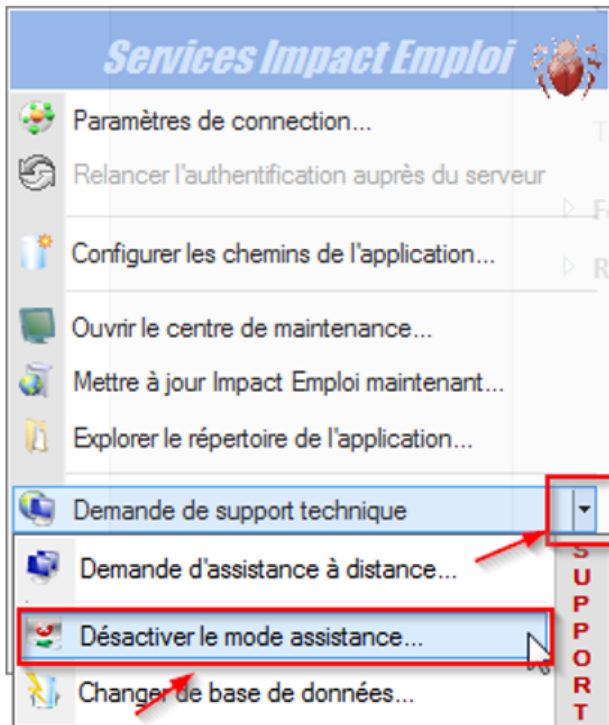 Services Impact Emploi
Paramètres de connection...
Relancer l'authentification auprès du serveur
Configurer les chemins de l'application...
Ouvrir le centre de maintenance...
Mettre à jour Impact Emploi maintenant...
Explorer le répertoire de l'application...
Demande de support technique
Demande d'assistance à distance...
Désactiver le mode assistance...
Changer de base de données...
SUPPORT